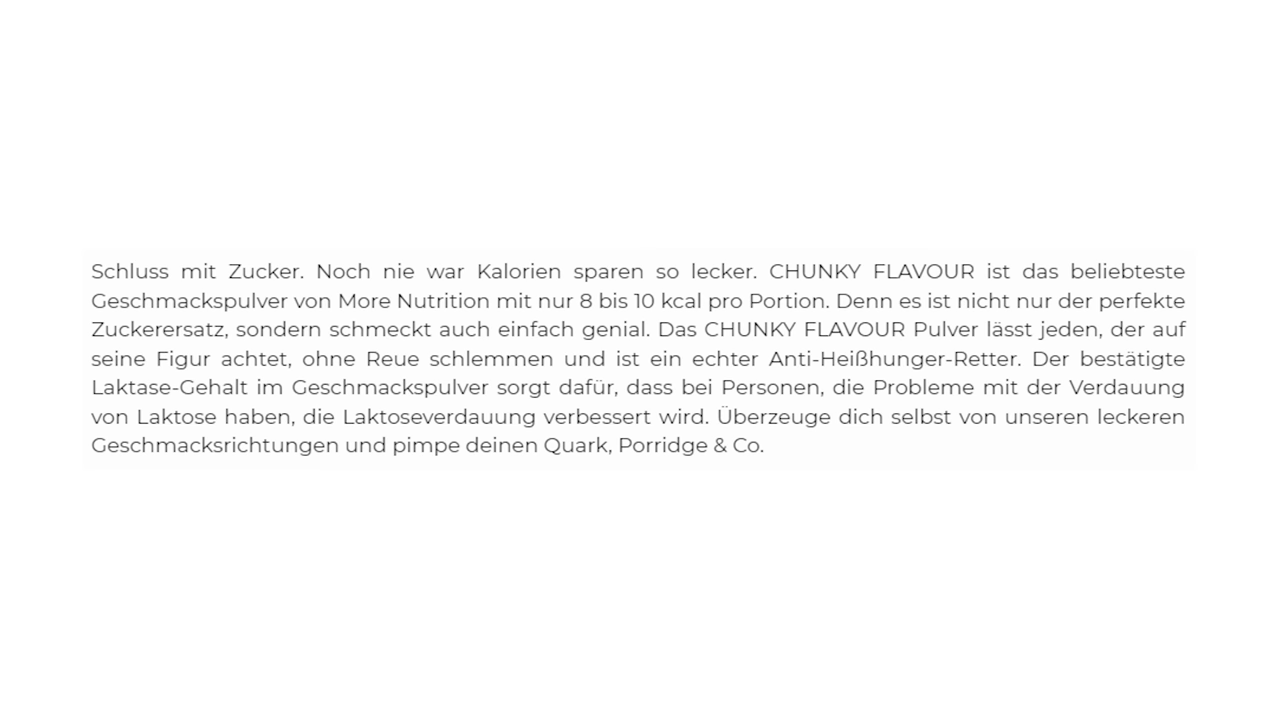 Schluss mit Zucker. Noch nie war Kalorien sparen so lecker. CHUNKY FLAVOUR ist das beliebteste
Geschmackspulver von More Nutrition mit nur 8 bis 10 kcal pro Portion. Denn es ist nicht nur der perfekte
Zuckerersatz, sondern schmeckt auch einfach genial. Das CHUNKY FLAVOUR Pulver lässt jeden, der auf
seine Figur achtet, ohne Reue schlemmen und ist ein echter Anti-Heißhunger-Retter. Der bestätigte
Laktase-Gehalt im Geschmackspulver sorgt dafür, dass bei Personen, die Probleme mit der Verdauung
von Laktose haben, die Laktoseverdauung verbessert wird. Überzeuge dich selbst von unseren leckeren
Geschmacksrichtungen und pimpe deinen Quark, Porridge & Co.